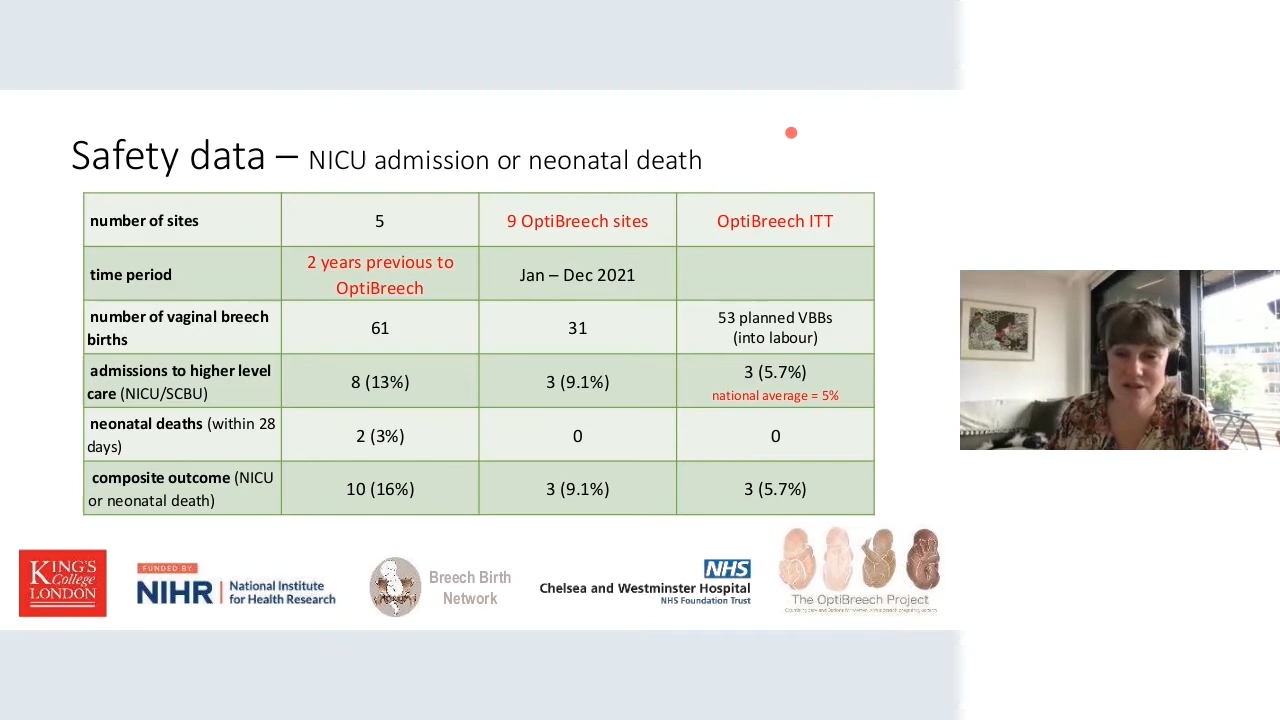 Safety data – NICU admission or neonatal death
number of sites 5 9 OptiBreech sites OptiBreech ITT
time period 2 years previous to OptiBreech Jan – Dec 2021
number of vaginal breech births 61 31 53 planned VBBs (into labour)
admissions to higher level care (NICU/SCBU) 8 (13%) 3 (9.1%) 3 (5.7%) national average = 5%
neonatal deaths (within 28 days) 2 (3%) 0 0
composite outcome (NICU or neonatal death) 10 (16%) 3 (9.1%) 3 (5.7%)
KING'S
College
LONDON
FUNDED BY
NIHR | National Institute
for Health Research
Breech Birth
Network
NHS
Chelsea and Westminster Hospital
NHS Foundation Trust
The OptiBreech Project